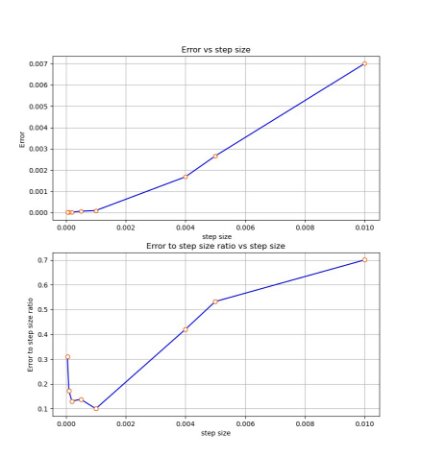 Error vs step size
0.007
0.006
0.005
0.004
0.003
0.002
0.001
0.000
Error
0.000 0.002 0.004 0.006 0.008 0.010
step size
Error to step size ratio vs step size
0.7
0.6
0.5
0.4
0.3
0.2
0.1
Error to step size ratio
0.000 0.002 0.004 0.006 0.008 0.010
step size